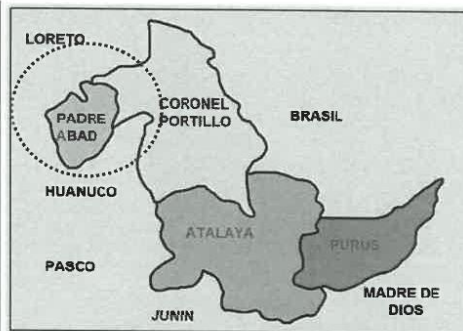 LORETO
PADRE
ABAD
CORONEL
PORTILLO
BRASIL
HUANUCO
ATALAYA
PURUS
PASCO
MADRE DE
DIOS
JUNIN